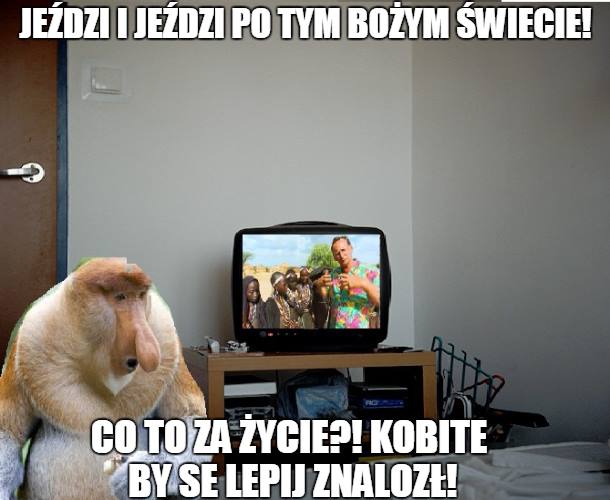 JEŹDZI I JEŹDZI PO TYM BOŻYM ŚWIECIE!
CO TO ZA ŻYCIE?! KOBITE
BY SE LEPIJ ZNALOZŁ!